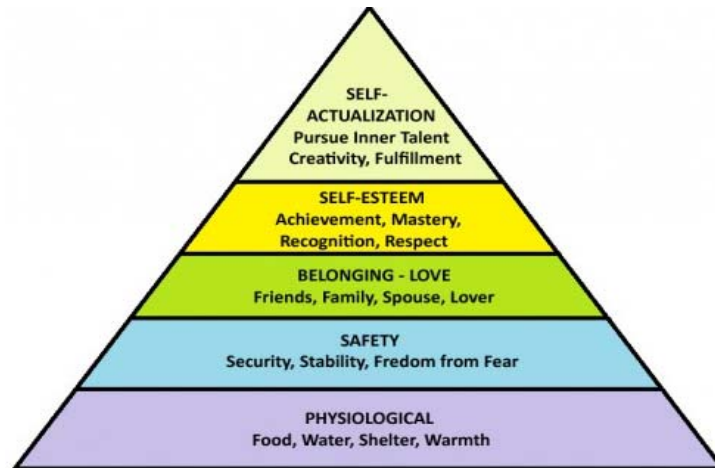 SELF-
ACTUALIZATION
Pursue Inner Talent
Creativity, Fulfillment
SELF-ESTEEM
Achievement, Mastery,
Recognition, Respect
BELONGING - LOVE
Friends, Family, Spouse, Lover
SAFETY
Security, Stability, Fredom from Fear
PHYSIOLOGICAL
Food, Water, Shelter, Warmth